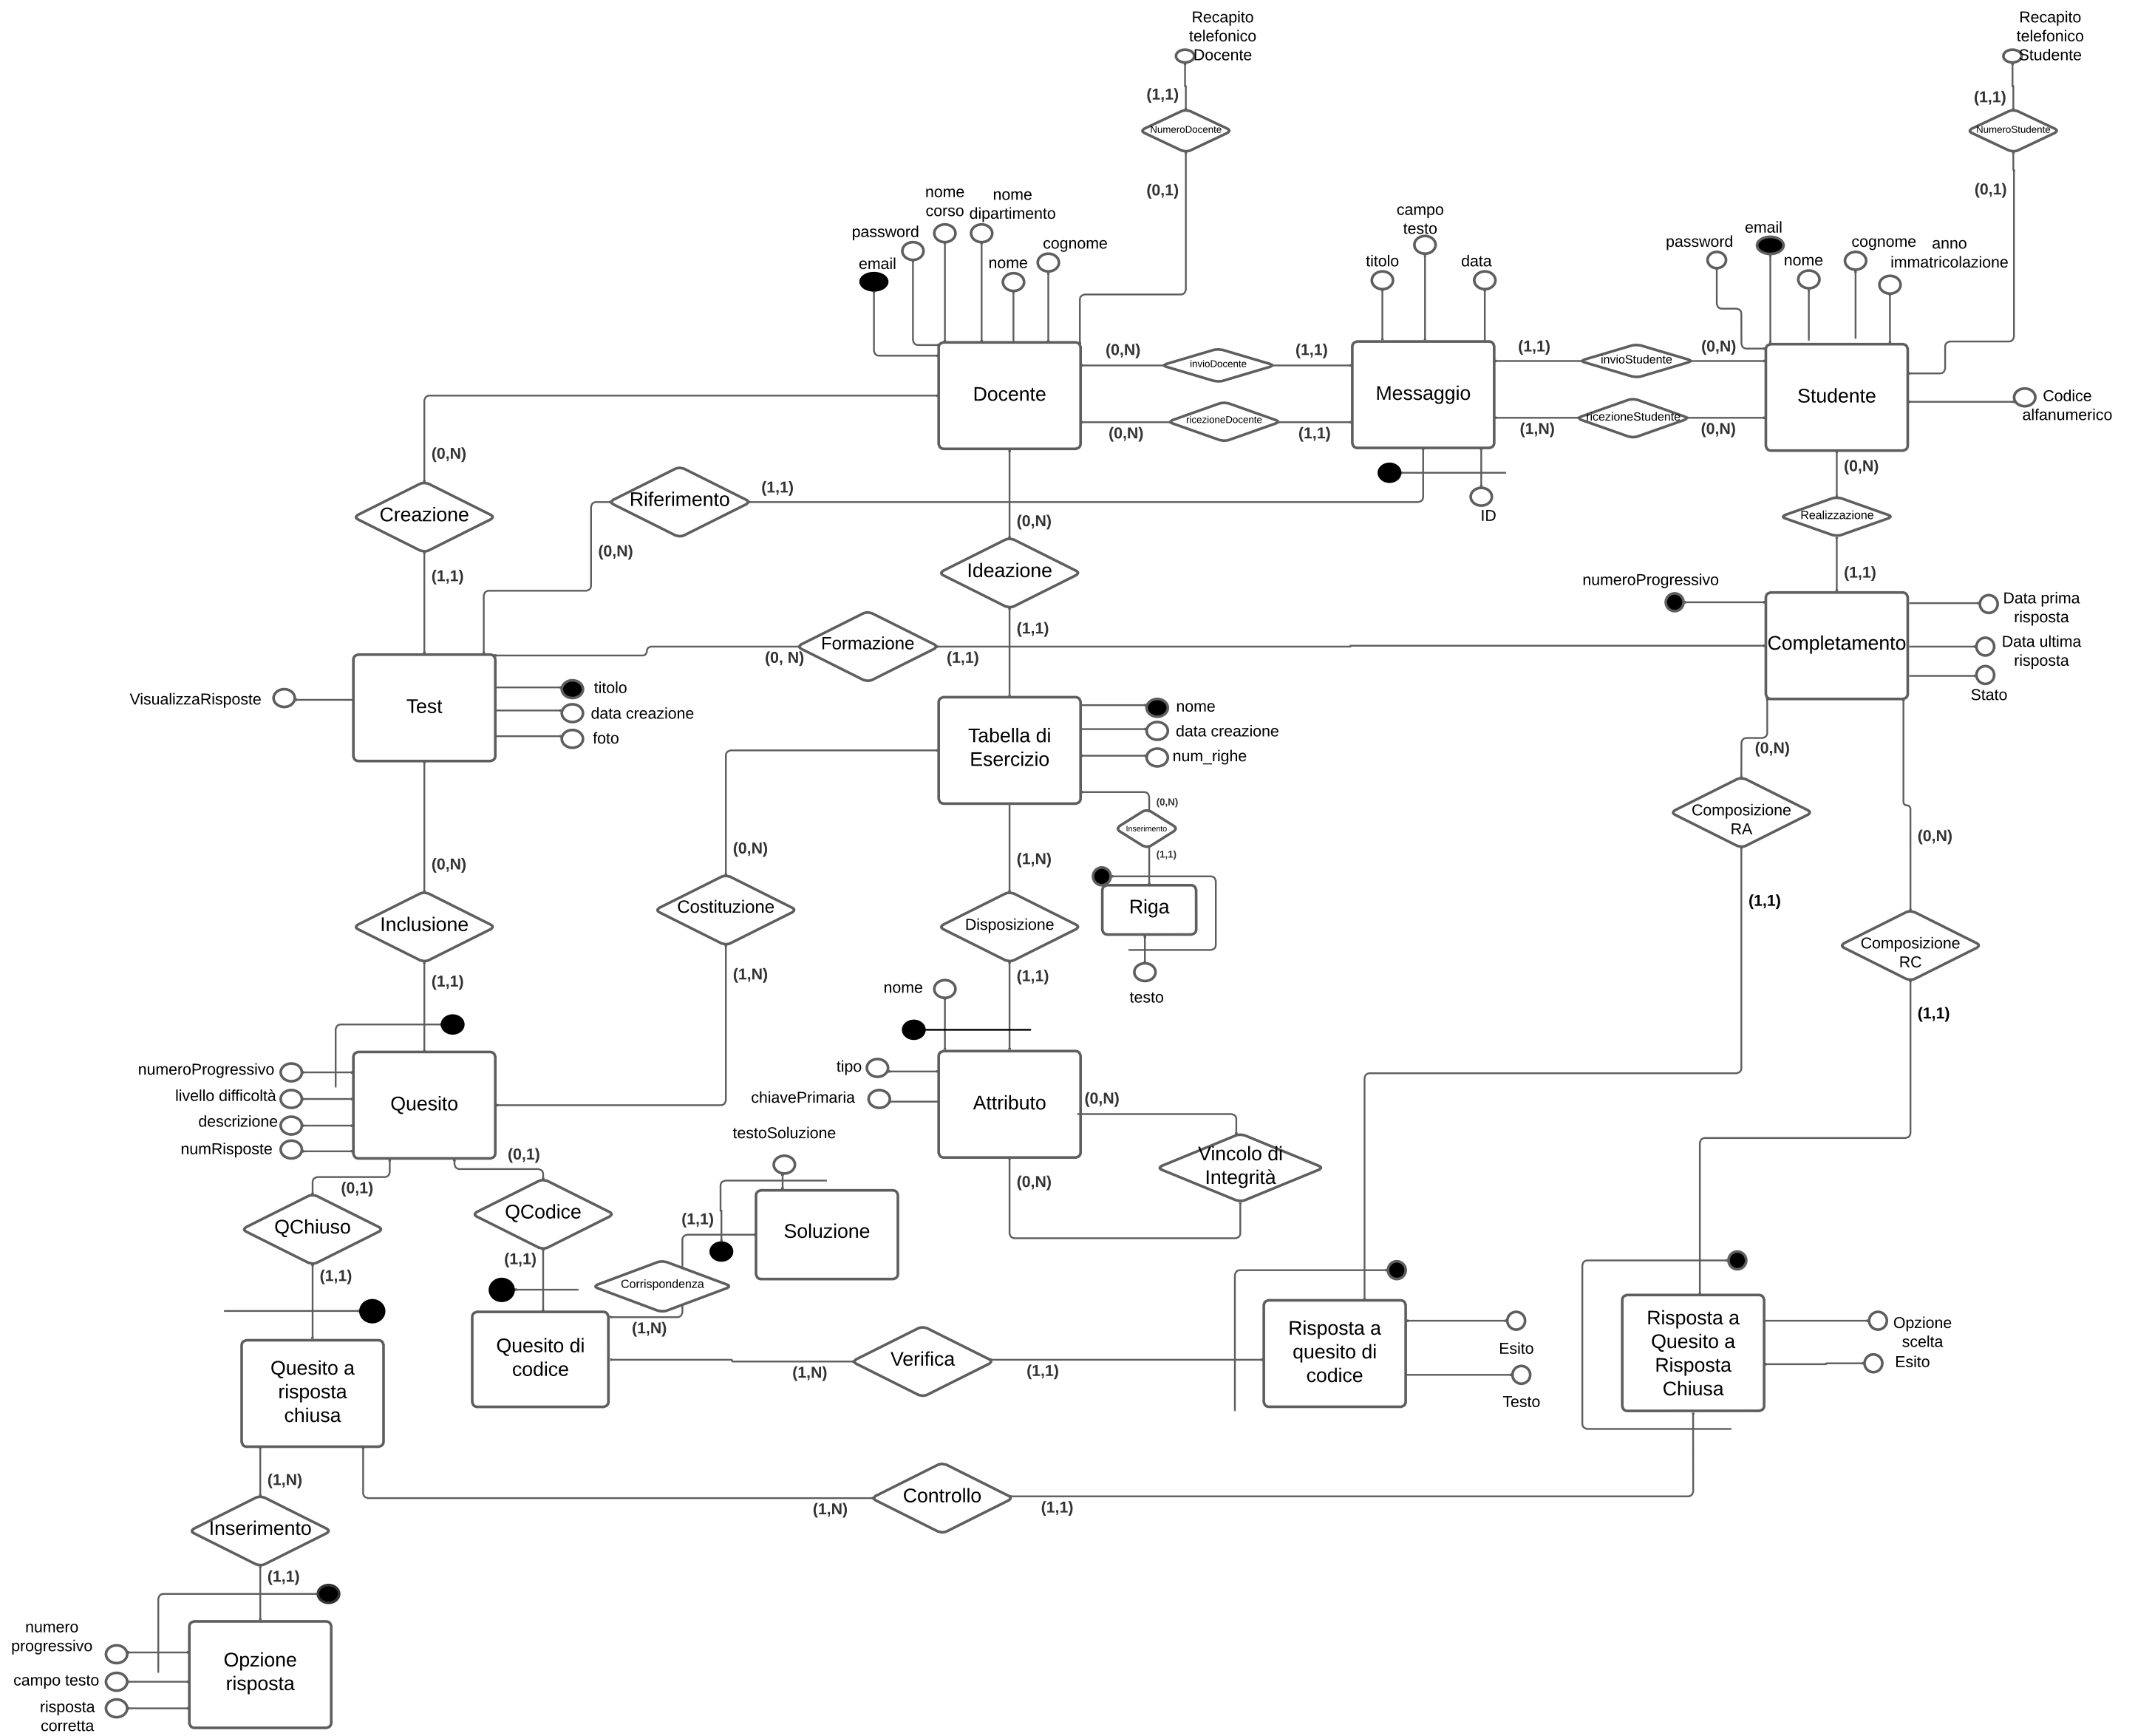 Recapito
telefonico
Docente
Recapito
telefonico
Studente
(1,1)
(1,1)
NumeroDocente
NumeroStudente
(0,1)
(0,1)
nome
corso
nome
dipartimento
password
email
nome
cognome
campo
testo
titolo
data
email
password
nome
cognome
anno
immatricolazione
Docente
(0,N)
invioDocente
(1,1)
Messaggio
(1,1)
invioStudente
(0,N)
Studente
Codice
alfanumerico
(0,N)
ricezioneDocente
(1,1)
(1,N)
ricezioneStudente
(0,N)
(0,N)
(0,N)
Creazione
Riferimento
(1,1)
ID
Realizzazione
(0,N)
(0,N)
Ideazione
(1,1)
(1,1)
numeroProgressivo
Data prima
risposta
Formazione
(1,1)
(0, N)
(1,1)
Completamento
Data ultima
risposta
Stato
VisualizzaRisposte
Test
titolo
data creazione
foto
Tabella di
Esercizio
nome
data creazione
num_righe
(0,N)
(0,N)
Inserimento
(1,1)
Composizione
RA
(0,N)
(0,N)
(0,N)
(1,N)
Riga
(1,1)
Inclusione
Costituzione
Disposizione
Composizione
RC
(1,1)
(1,N)
(1,1)
testo
nome
(1,1)
numeroProgressivo
livello difficoltà
descrizione
numRisposte
Quesito
tipo
chiavePrimaria
Attributo
(0,N)
testoSoluzione
Vincolo di
Integrità
(0,N)
(0,1)
(0,1)
QChiuso
QCodice
(1,1)
Soluzione
(1,1)
(1,1)
Corrispondenza
(1,N)
Quesito a
risposta
chiusa
Quesito di
codice
(1,N)
Verifica
(1,1)
Risposta a
quesito di
codice
Esito
Testo
Risposta a
Quesito a
Risposta
Chiusa
Opzione
scelta
Esito
(1,N)
(1,N)
Controllo
(1,1)
Inserimento
(1,1)
numero
progressivo
campo testo
risposta
corretta
Opzione
risposta